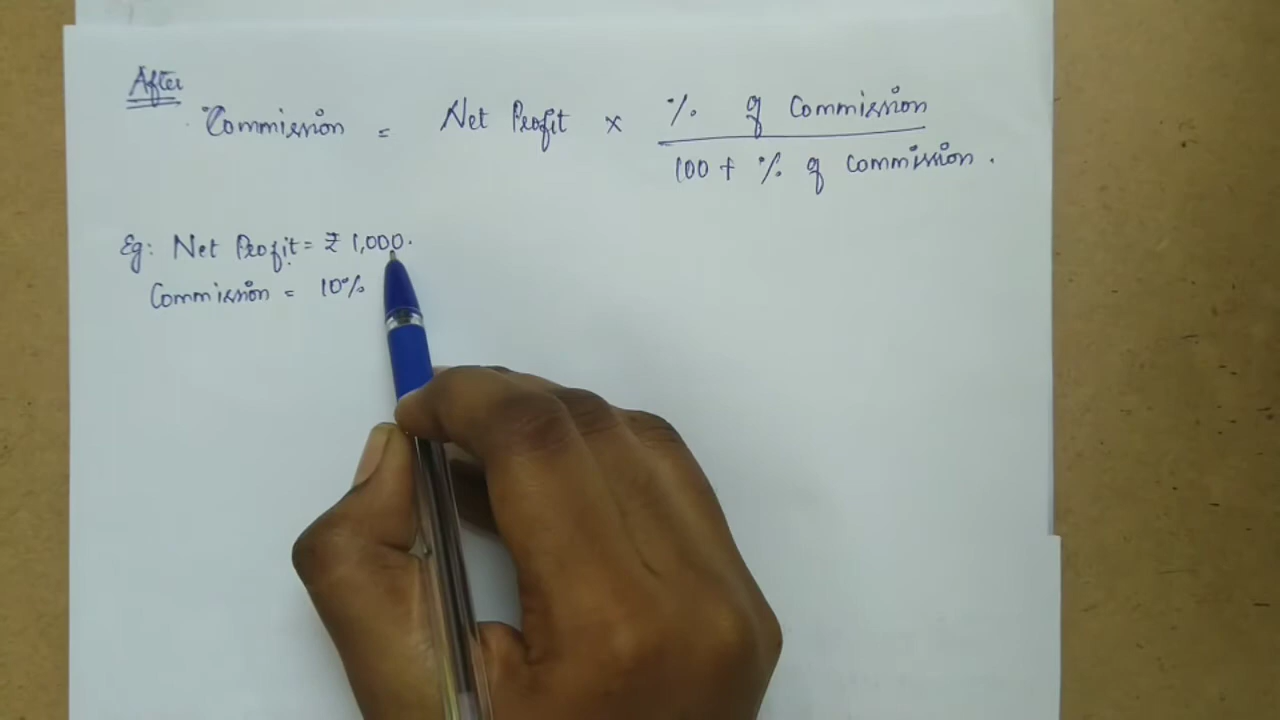 After
Commission = Net Profit × % of Commission
100 + % of Commission.
Eg: Net Profit = ₹ 1,000.
Commission = 10%